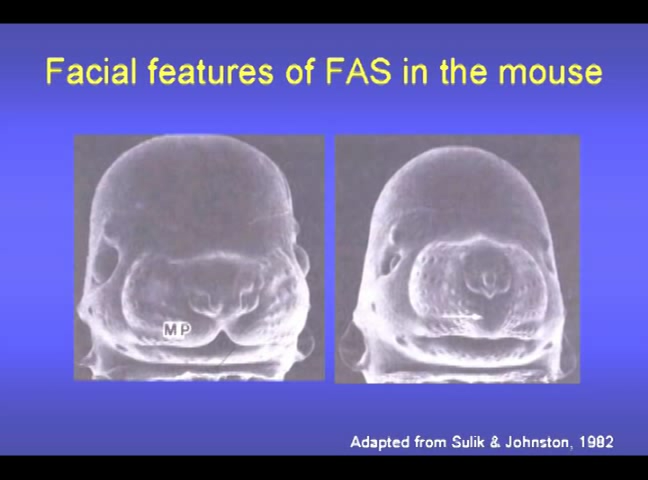 Facial features of FAS in the mouse
MP
Adapted from Sulik & Johnston, 1982